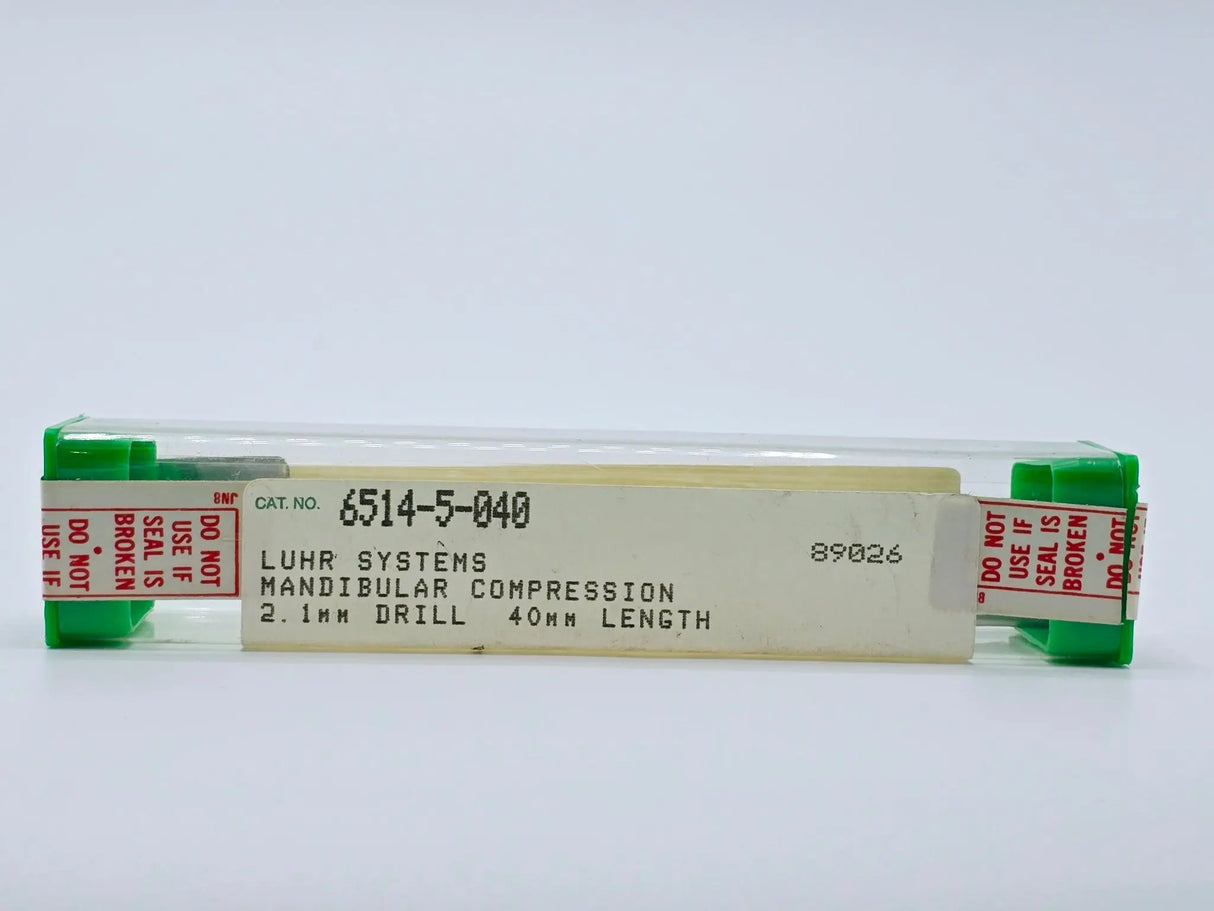 CAT. NO. 6514-5-040
89026
LUHR SYSTEMS
MANDIBULAR COMPRESSION
2.1mm DRILL 40mm LENGTH
JN8
DO NOT
USE IF
SEAL IS
BROKEN
DO NOT
USE IF
DO NOT
USE IF
SEAL IS
BROKEN
DO NOT